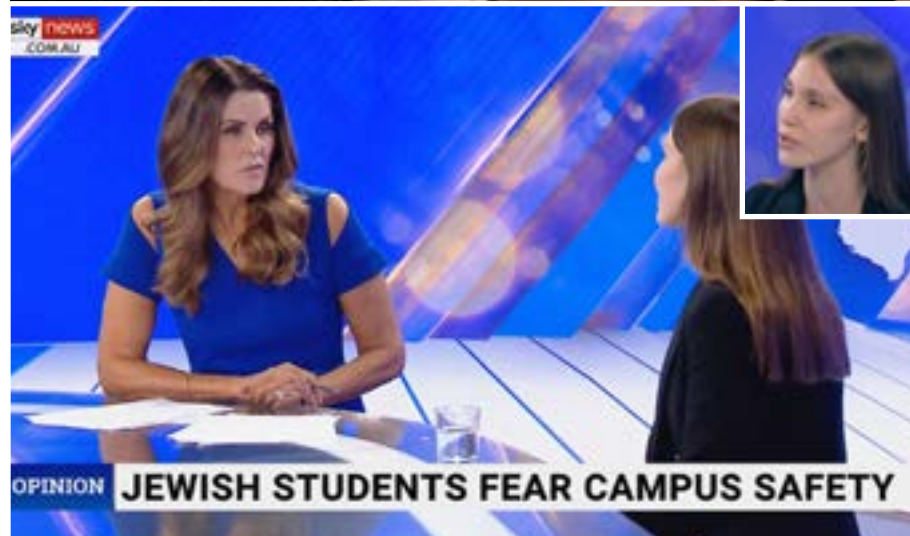 sky news
.COM.AU
OPINION JEWISH STUDENTS FEAR CAMPUS SAFETY